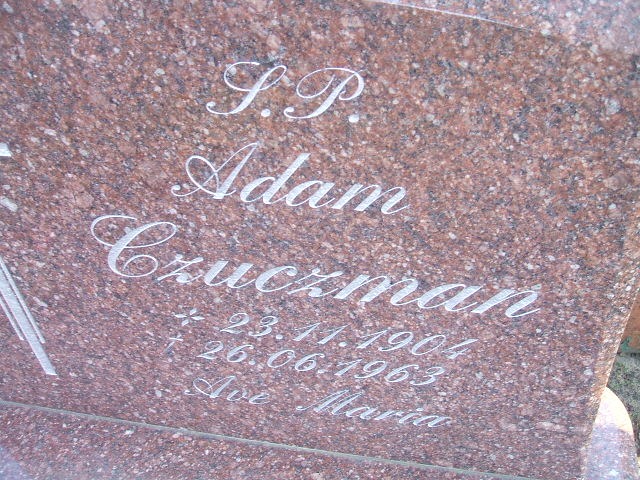 S.P.
Adam
Czuczman
* 23.11.1904
† 26.06.1963
Ave Maria